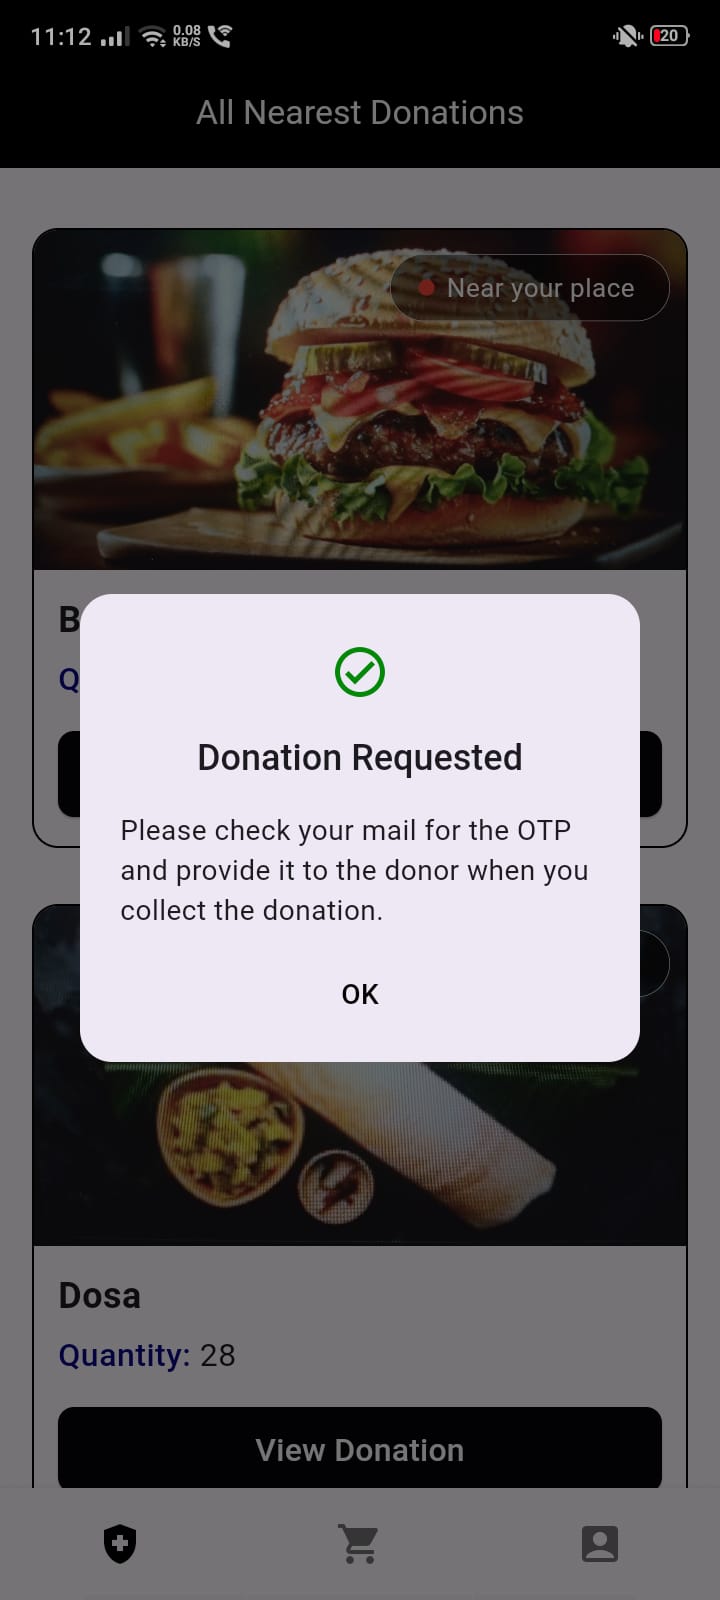 11:12 0.08 KB/S 20
All Nearest Donations
Near your place
B
Q
Donation Requested
Please check your mail for the OTP
and provide it to the donor when you
collect the donation.
OK
Dosa
Quantity: 28
View Donation